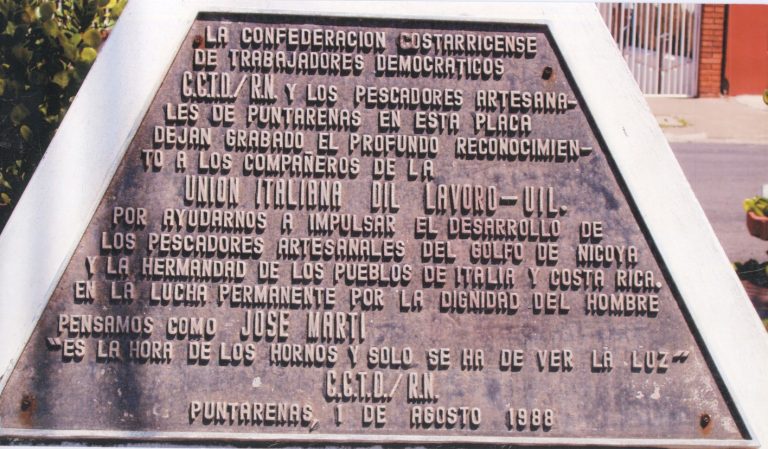 LA CONFEDERACION COSTARRICENSE
DE TRABAJADORES DEMOCRATICOS
C.C.T.D./R.N. Y LOS PESCADORES ARTESANA-
LES DE PUNTARENAS EN ESTA PLACA
DEJAN GRABADO EL PROFUNDO RECONOCIMIEN-
TO A LOS COMPAÑEROS DE LA
UNION ITALIANA DIL LAVORO-UIL.
POR AYUDARNOS A IMPULSAR EL DESARROLLO DE
LOS PESCADORES ARTESANALES DEL GOLFO DE NICOYA
Y LA HERMANDAD DE LOS PUEBLOS DE ITALIA Y COSTA RICA.
EN LA LUCHA PERMANENTE POR LA DIGNIDAD DEL HOMBRE
PENSAMOS COMO JOSE MARTI
"ES LA HORA DE LOS HORNOS Y SOLO SE HA DE VER LA LUZ"
C.C.T.D./R.N.
PUNTARENAS, 1 DE AGOSTO 1988